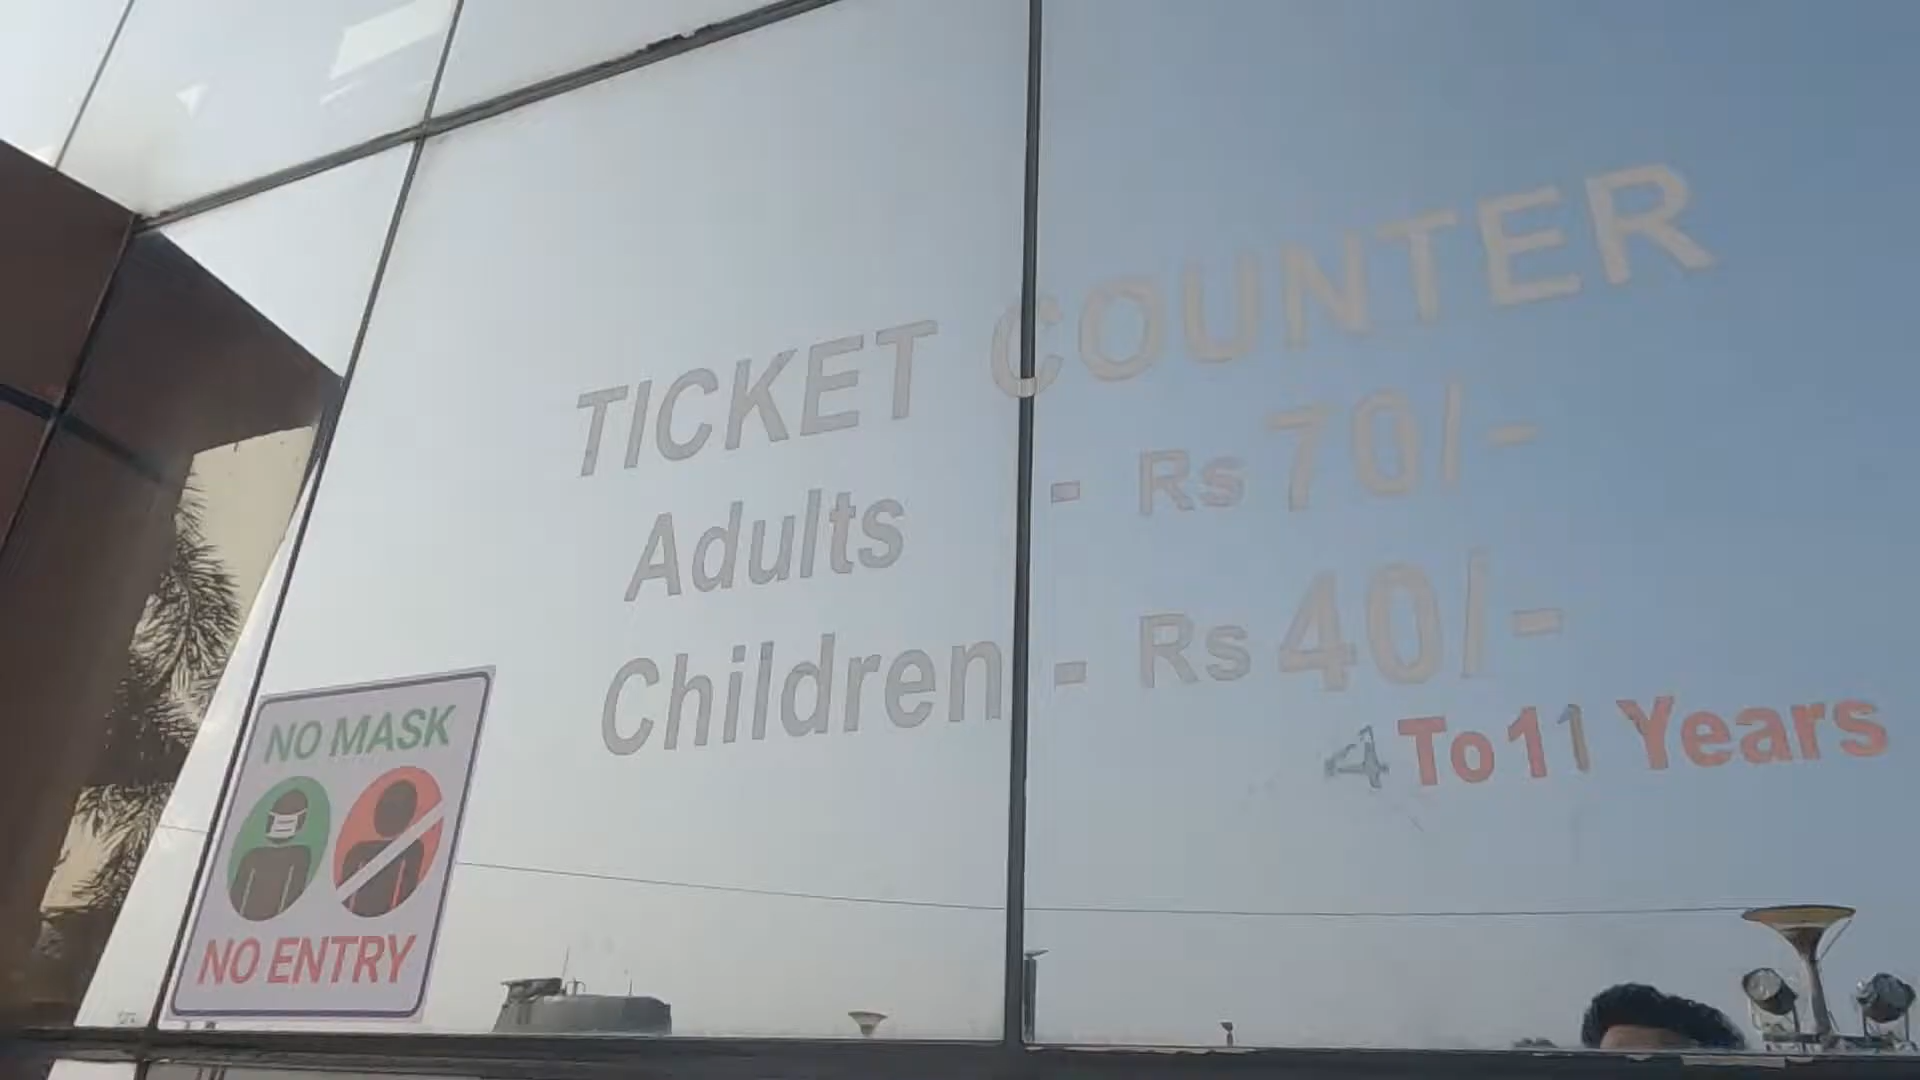 TICKET COUNTER
Adults - Rs 70/-
Children - Rs 40/-
4 To 11 Years
NO MASK
NO ENTRY